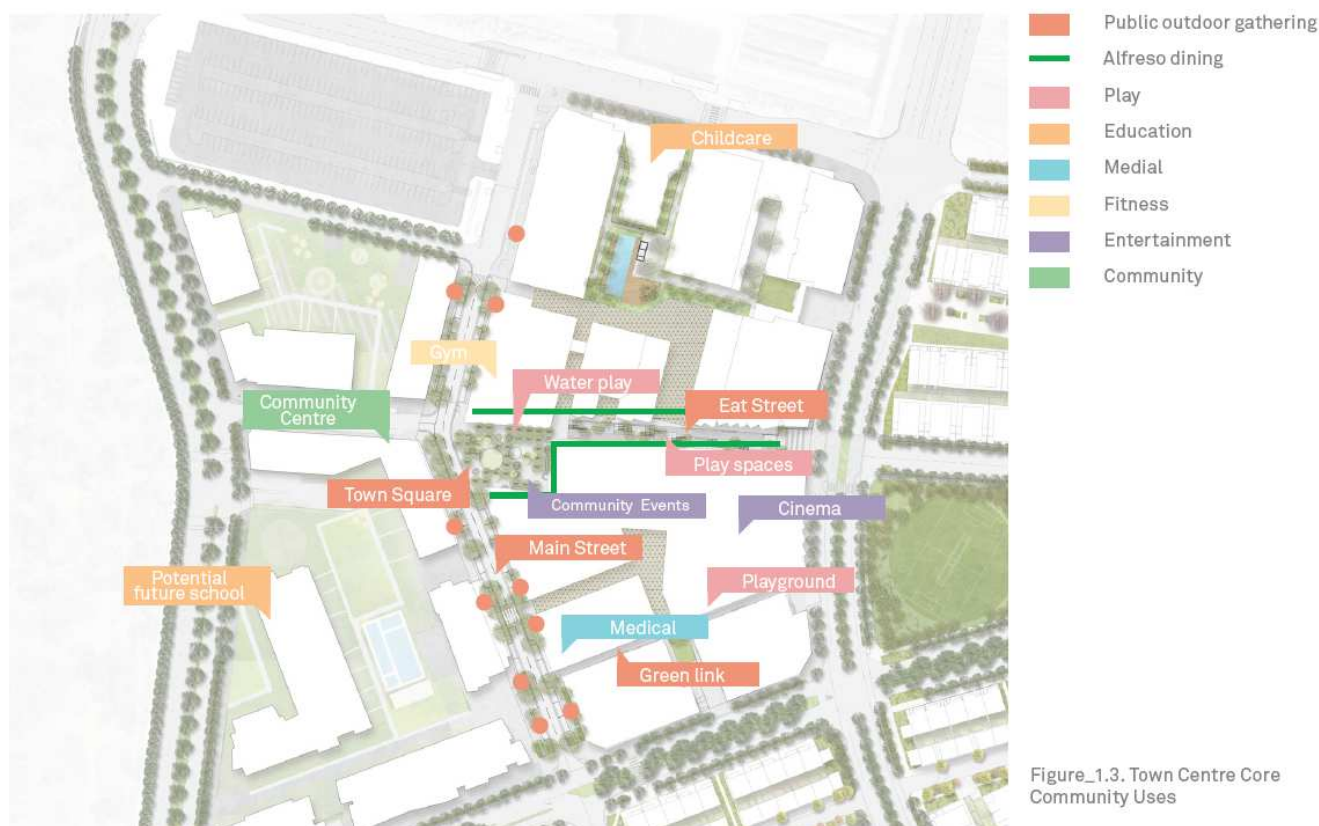 Public outdoor gathering
Alfreso dining
Play
Education
Medial
Fitness
Entertainment
Community
Childcare
Gym
Water play
Community
Centre
Eat Street
Play spaces
Town Square
Community Events
Cinema
Main Street
Potential
future school
Playground
Medical
Green link
Figure_1.3. Town Centre Core
Community Uses